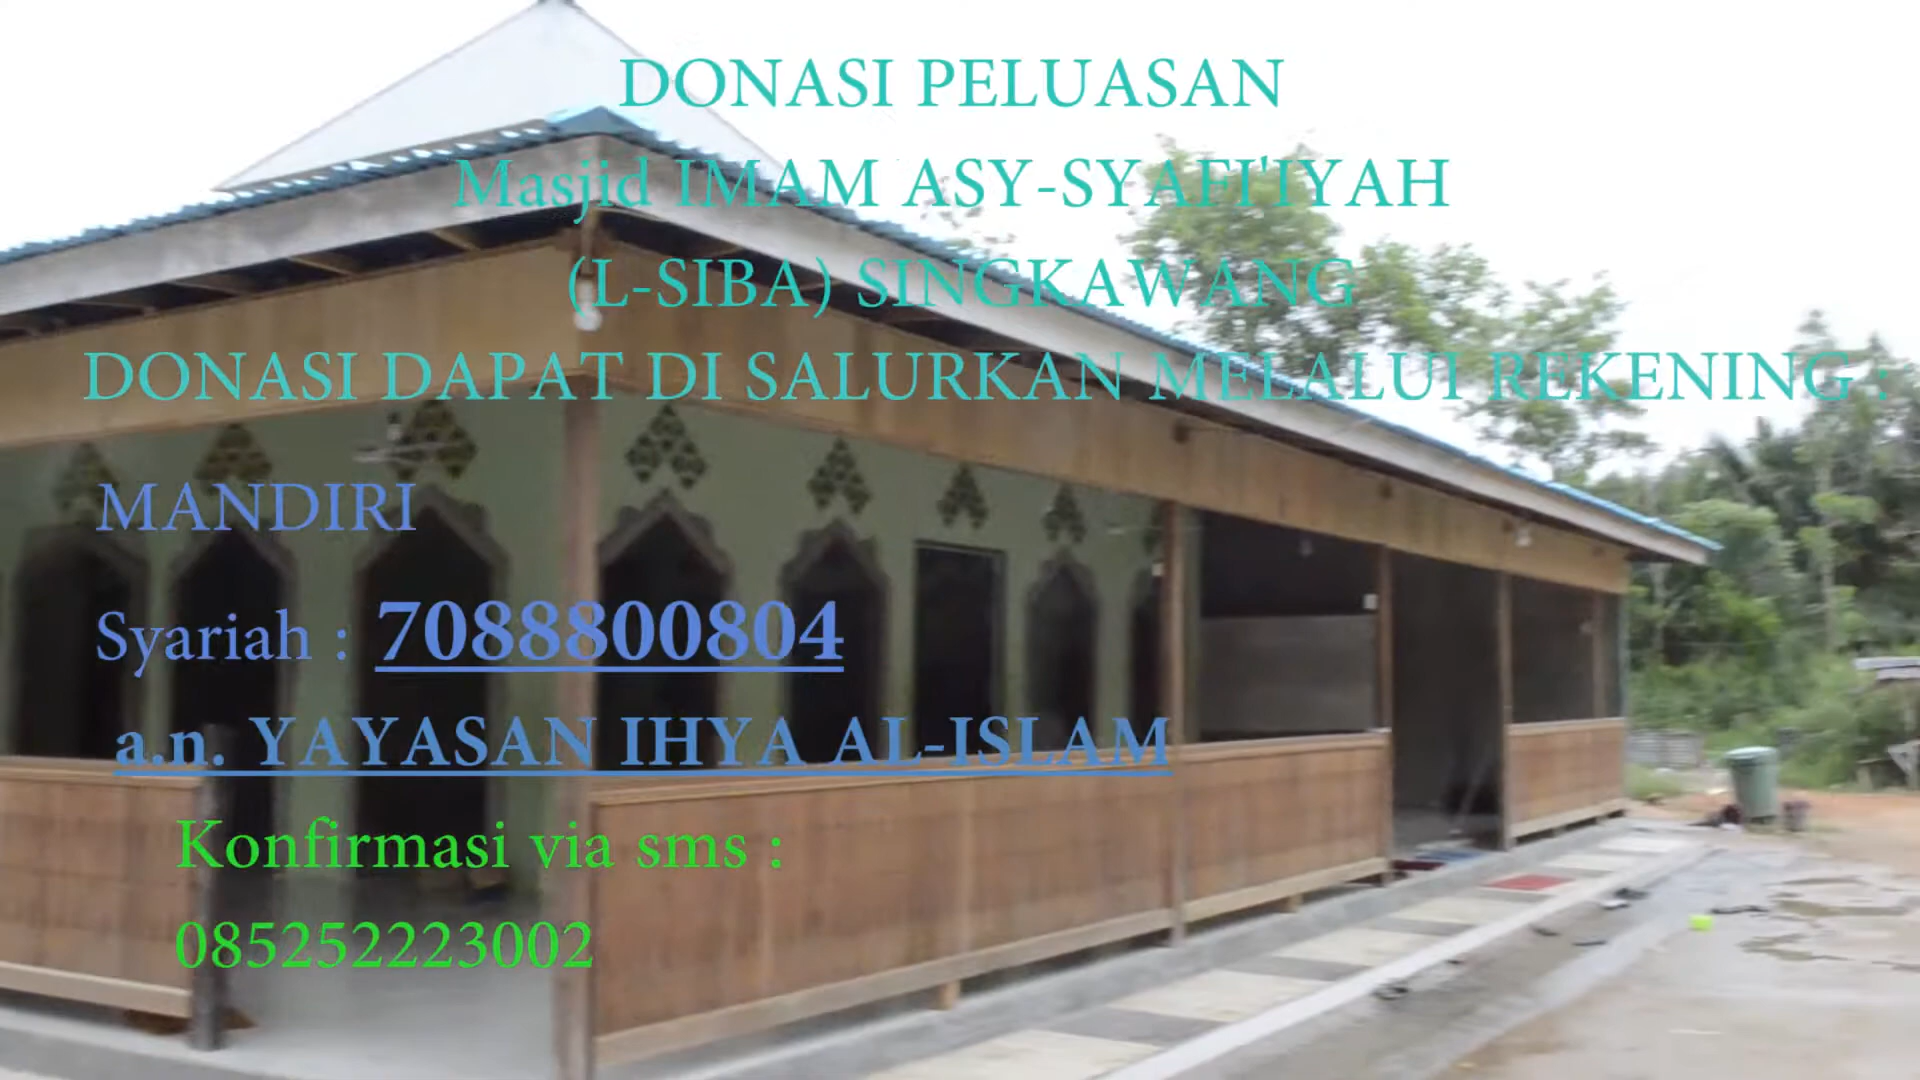 DONASI PELUASAN
Masjid IMAM ASY-SYAFI'IYAH
(L-SIBA) SINGKAWANG
DONASI DAPAT DI SALURKAN MELALUI REKENING :
MANDIRI
Syariah : 7088800804
a.n. YAYASAN IHYA AL-ISLAM
Konfirmasi via sms :
085252223002